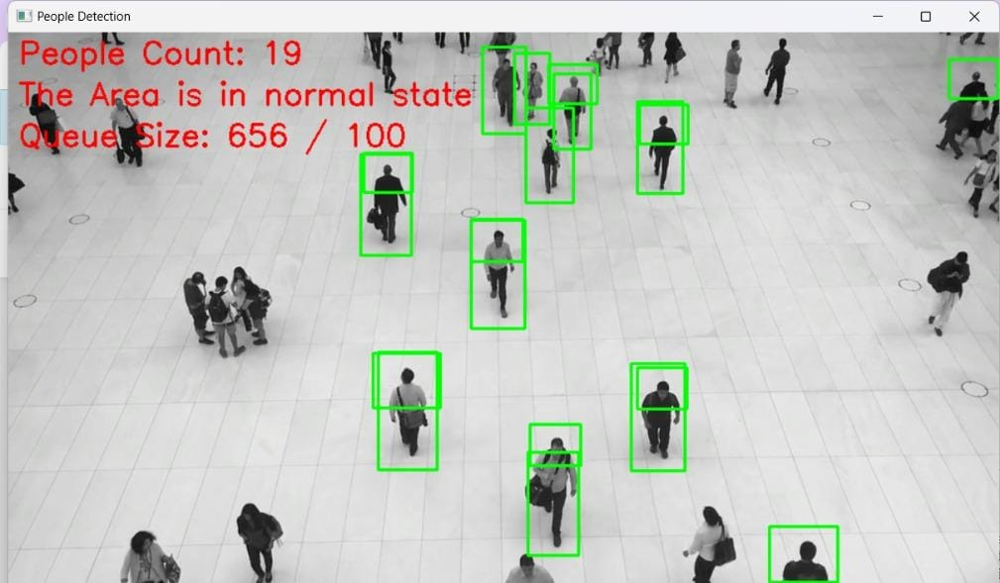 People Detection
People Count: 19
The Area is in normal state
Queue Size: 656 / 100